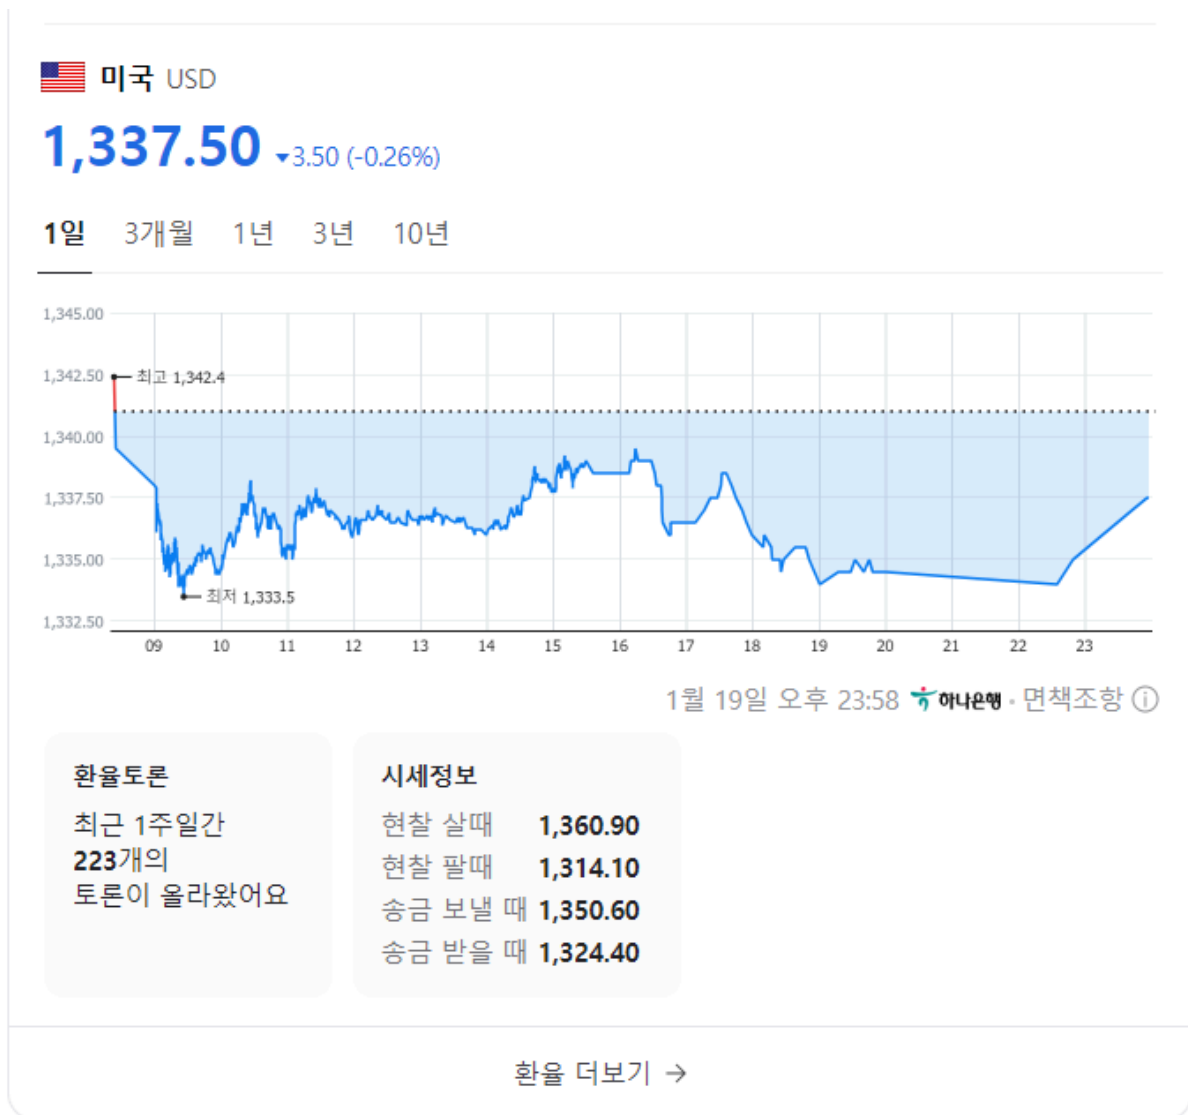 미국 USD
1,337.50 ▼3.50 (-0.26%)
1일 3개월 1년 3년 10년
1,345.00
1,342.50
최고 1,342.4
1,340.00
1,337.50
1,335.00
최저 1,333.5
1,332.50
09 10 11 12 13 14 15 16 17 18 19 20 21 22 23
1월 19일 오후 23:58 하나은행 · 면책조항 ⓘ
환율토론
최근 1주일간
223개의
토론이 올라왔어요
시세정보
현찰 살때 1,360.90
현찰 팔때 1,314.10
송금 보낼 때 1,350.60
송금 받을 때 1,324.40
환율 더보기 →